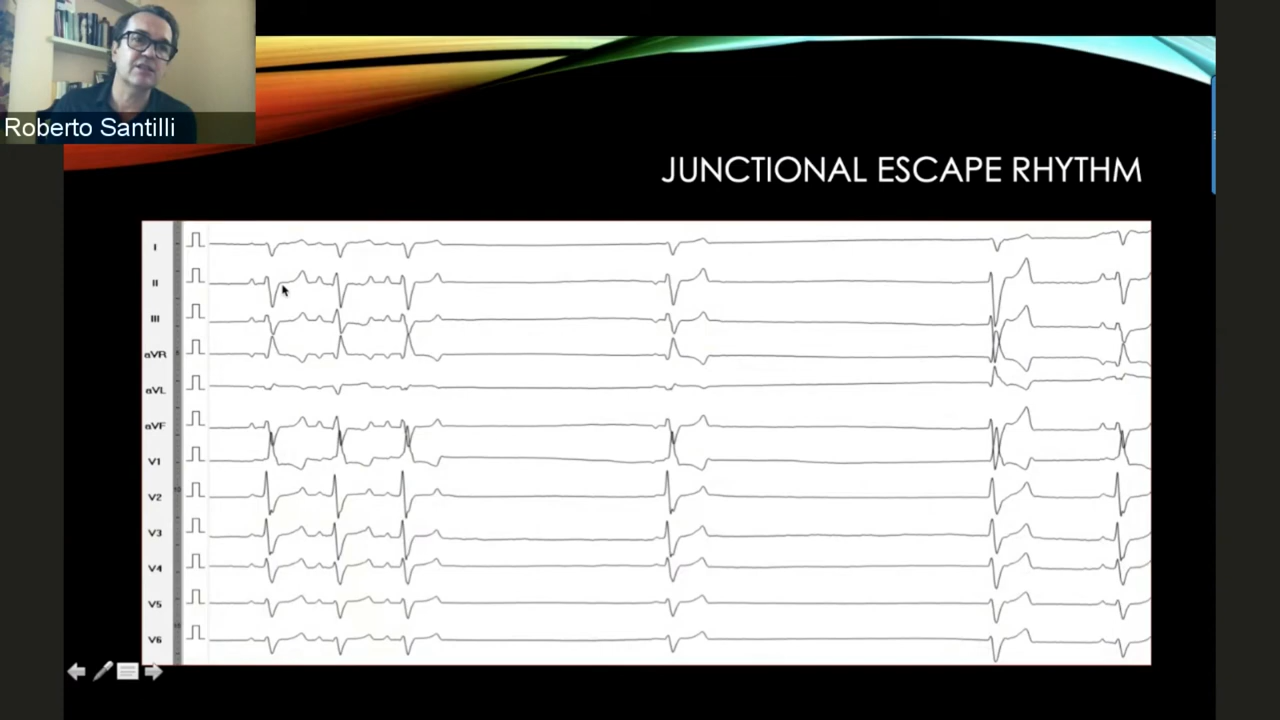 Roberto Santilli
JUNCTIONAL ESCAPE RHYTHM
I
II
III
aVR
aVL
aVF
V1
V2
V3
V4
V5
V6